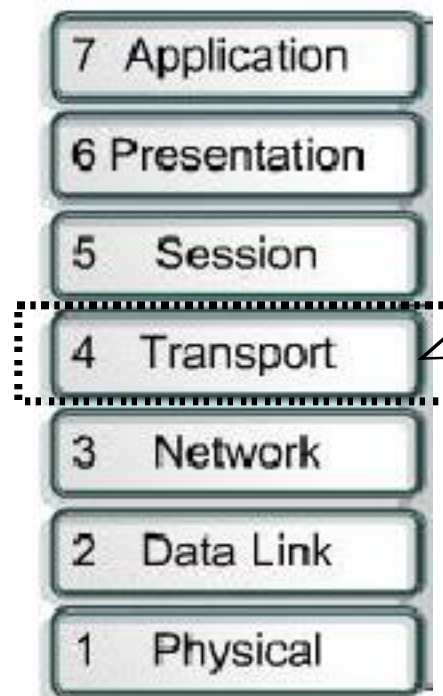 7 Application
6 Presentation
5 Session
4 Transport
3 Network
2 Data Link
1 Physical